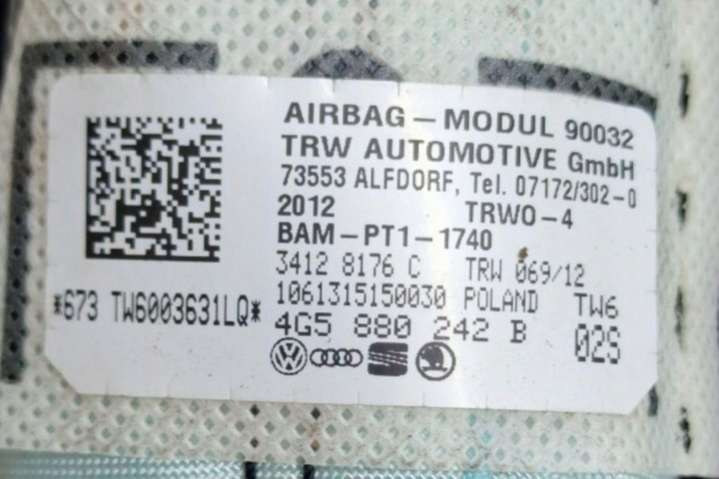 AIRBAG-MODUL 90032
TRW AUTOMOTIVE GmbH
73553 ALFDORF, Tel. 07172/302-0
2012 TRWO-4
BAM-PT1-1740
3412 8176 C TRW 069/12
1061315150030 POLAND TW6
*673 TW6003631LQ*
4G5 880 242 B 02S